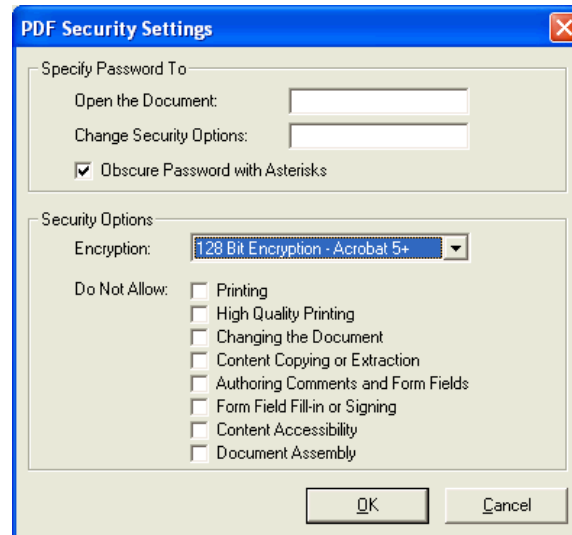 PDF Security Settings
Specify Password To
Open the Document:
Change Security Options:
Obscure Password with Asterisks
Security Options
Encryption: 128 Bit Encryption - Acrobat 5+
Do Not Allow: Printing
High Quality Printing
Changing the Document
Content Copying or Extraction
Authoring Comments and Form Fields
Form Field Fill-in or Signing
Content Accessibility
Document Assembly
OK Cancel